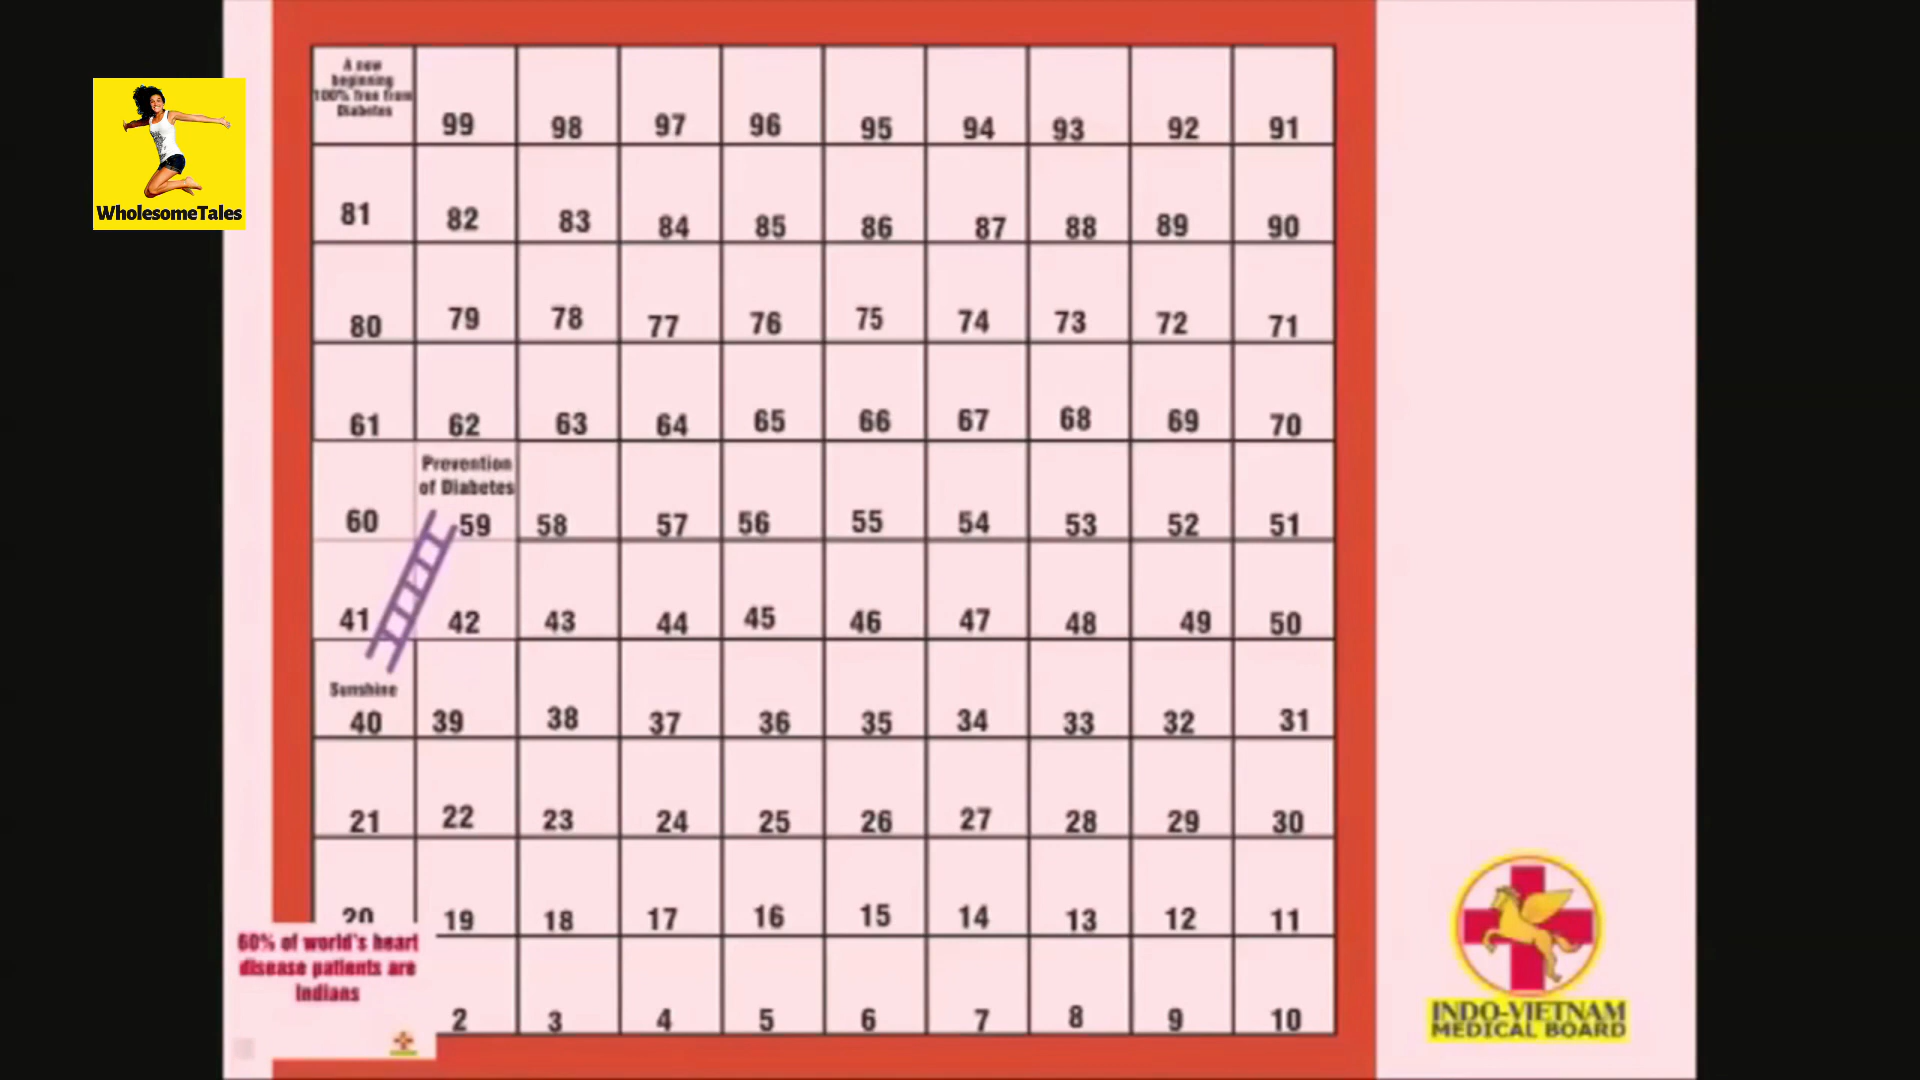 A new
beginning
100% free from
Diabetes
99 98 97 96 95 94 93 92 91
WholesomeTales
81 82 83 84 85 86 87 88 89 90
80 79 78 77 76 75 74 73 72 71
61 62 63 64 65 66 67 68 69 70
Prevention
of Diabetes
60 59 58 57 56 55 54 53 52 51
41 42 43 44 45 46 47 48 49 50
Sunshine
40 39 38 37 36 35 34 33 32 31
21 22 23 24 25 26 27 28 29 30
20 19 18 17 16 15 14 13 12 11
60% of world's heart
disease patients are
Indians
2 3 4 5 6 7 8 9 10
INDO-VIETNAM
MEDICAL BOARD